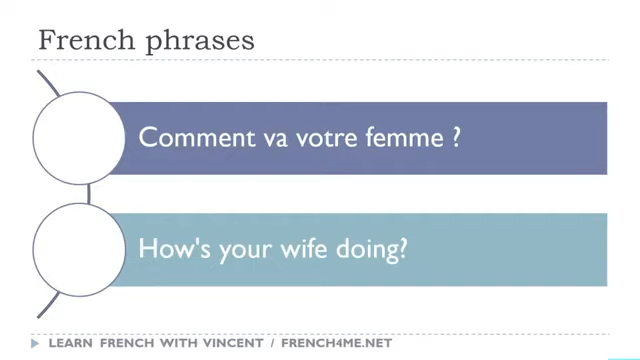 French phrases
Comment va votre femme ?
How's your wife doing?
LEARN FRENCH WITH VINCENT / FRENCH4ME.NET